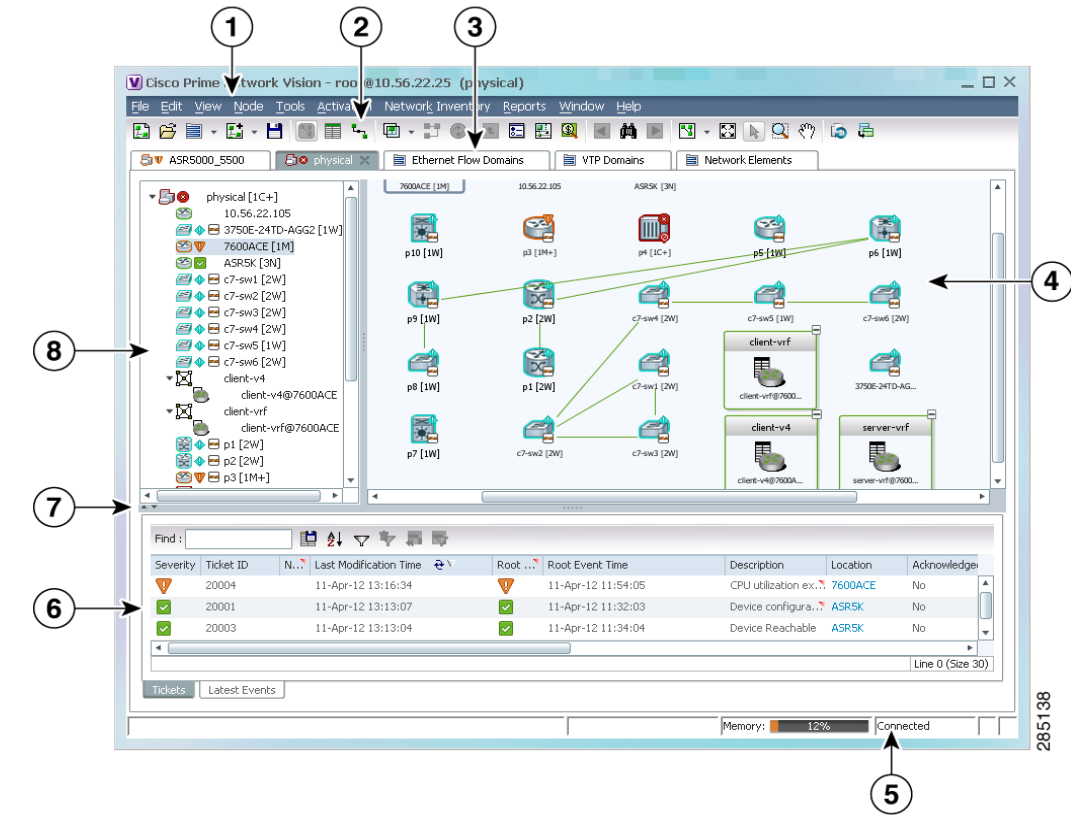 1 2 3
Cisco Prime Network Vision - root@10.56.22.25 (physical)
File Edit View Node Tools Activation Network Inventory Reports Window Help
ASR5000_5500 physical Ethernet Flow Domains VTP Domains Network Elements
physical [1C+]
10.56.22.105
3750E-24TD-AGG2 [1W]
7600ACE [1M]
ASR5K [3N]
c7-sw1 [2W]
c7-sw2 [2W]
c7-sw3 [2W]
c7-sw4 [2W]
c7-sw5 [1W]
c7-sw6 [2W]
client-v4
client-v4@7600ACE
client-vrf
client-vrf@7600ACE
p1 [2W]
p2 [2W]
p3 [1M+]
7600ACE [1M] 10.56.22.105 ASR5K [3N]
p10 [1W] p3 [1M+] p4 [1C+] p5 [1W] p6 [1W]
p9 [1W] p2 [2W] c7-sw4 [2W] c7-sw5 [1W] c7-sw6 [2W]
client-vrf
p8 [1W] p1 [2W] c7-sw1 [2W] client-vrf@7600... 3750E-24TD-AG...
client-v4 server-vrf
p7 [1W] c7-sw2 [2W] c7-sw3 [2W]
client-v4@7600A... server-vrf@7600...
4
8
7
Find :
Severity Ticket ID N... Last Modification Time Root ... Root Event Time Description Location Acknowledged
20004 11-Apr-12 13:16:34 11-Apr-12 11:54:05 CPU utilization ex... 7600ACE No
20001 11-Apr-12 13:13:07 11-Apr-12 11:32:03 Device configura... ASR5K No
20003 11-Apr-12 13:13:04 11-Apr-12 11:34:04 Device Reachable ASR5K No
6
Line 0 (Size 30)
Tickets Latest Events
Memory: 12% Connected
285138
5